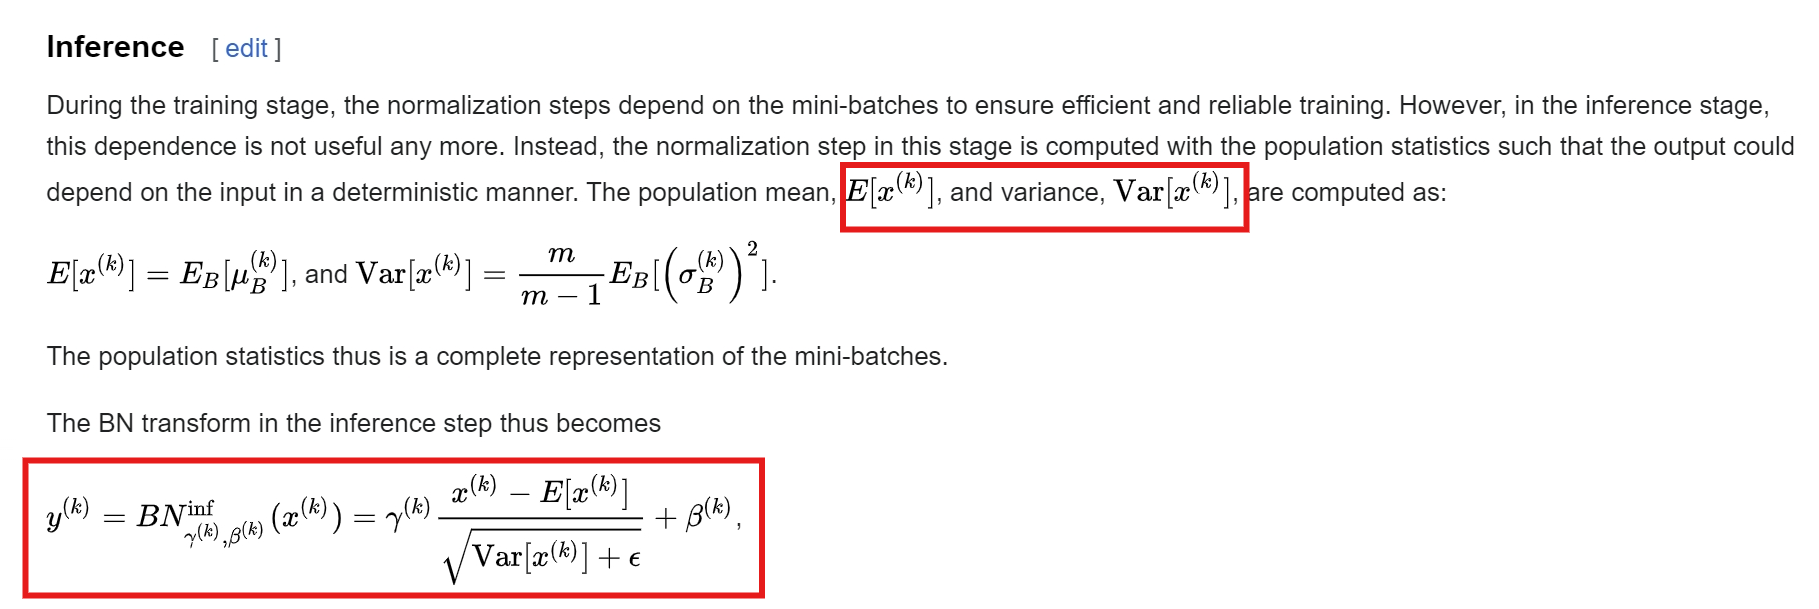 Inference [ edit ]
During the training stage, the normalization steps depend on the mini-batches to ensure efficient and reliable training. However, in the inference stage,
this dependence is not useful any more. Instead, the normalization step in this stage is computed with the population statistics such that the output could
depend on the input in a deterministic manner. The population mean, $E[x^{(k)}]$, and variance, $\operatorname{Var}[x^{(k)}]$, are computed as:
$E[x^{(k)}] = E_B[\mu_B^{(k)}]$, and $\operatorname{Var}[x^{(k)}] = \frac{m}{m-1} E_B[\left(\sigma_B^{(k)}\right)^2]$.
The population statistics thus is a complete representation of the mini-batches.
The BN transform in the inference step thus becomes
$y^{(k)} = BN^{\text{inf}}_{\gamma^{(k)},\beta^{(k)}}(x^{(k)}) = \gamma^{(k)} \frac{x^{(k)} - E[x^{(k)}]}{\sqrt{\operatorname{Var}[x^{(k)}] + \epsilon}} + \beta^{(k)}$,